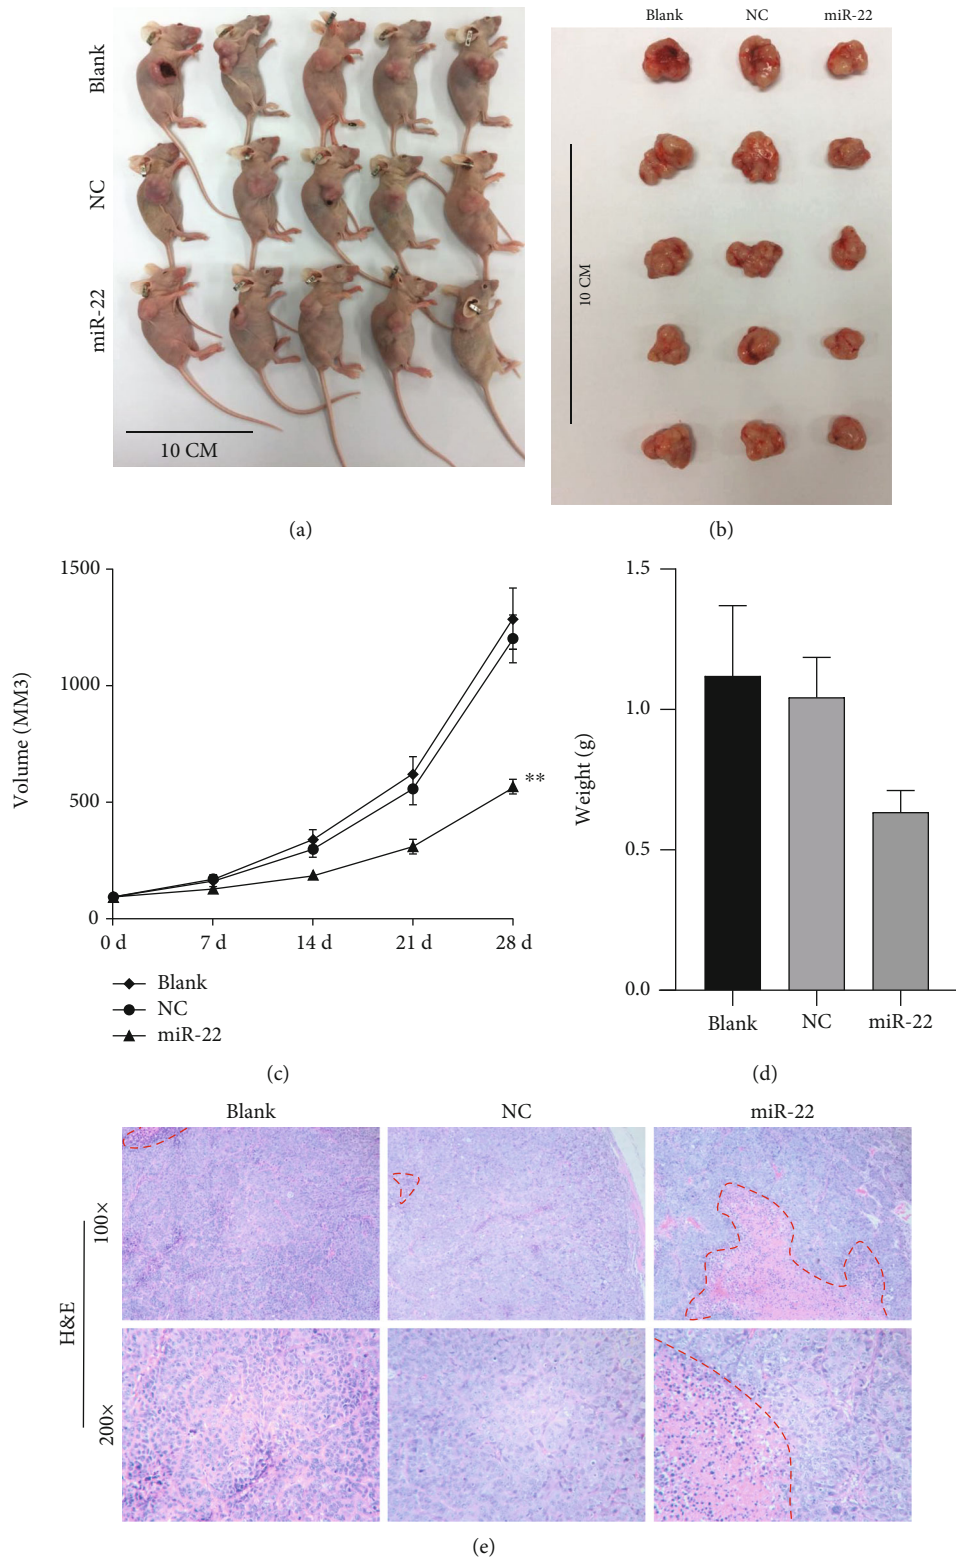 Blank
NC
miR-22
10 CM
(a)
Blank NC miR-22
10 CM
(b)
1500
1000
500
0
Volume (MM3)
**
0 d 7 d 14 d 21 d 28 d
Blank
NC
miR-22
(c)
1.5
1.0
0.5
0.0
Weight (g)
Blank NC miR-22
(d)
Blank NC miR-22
H&E
100×
200×
(e)